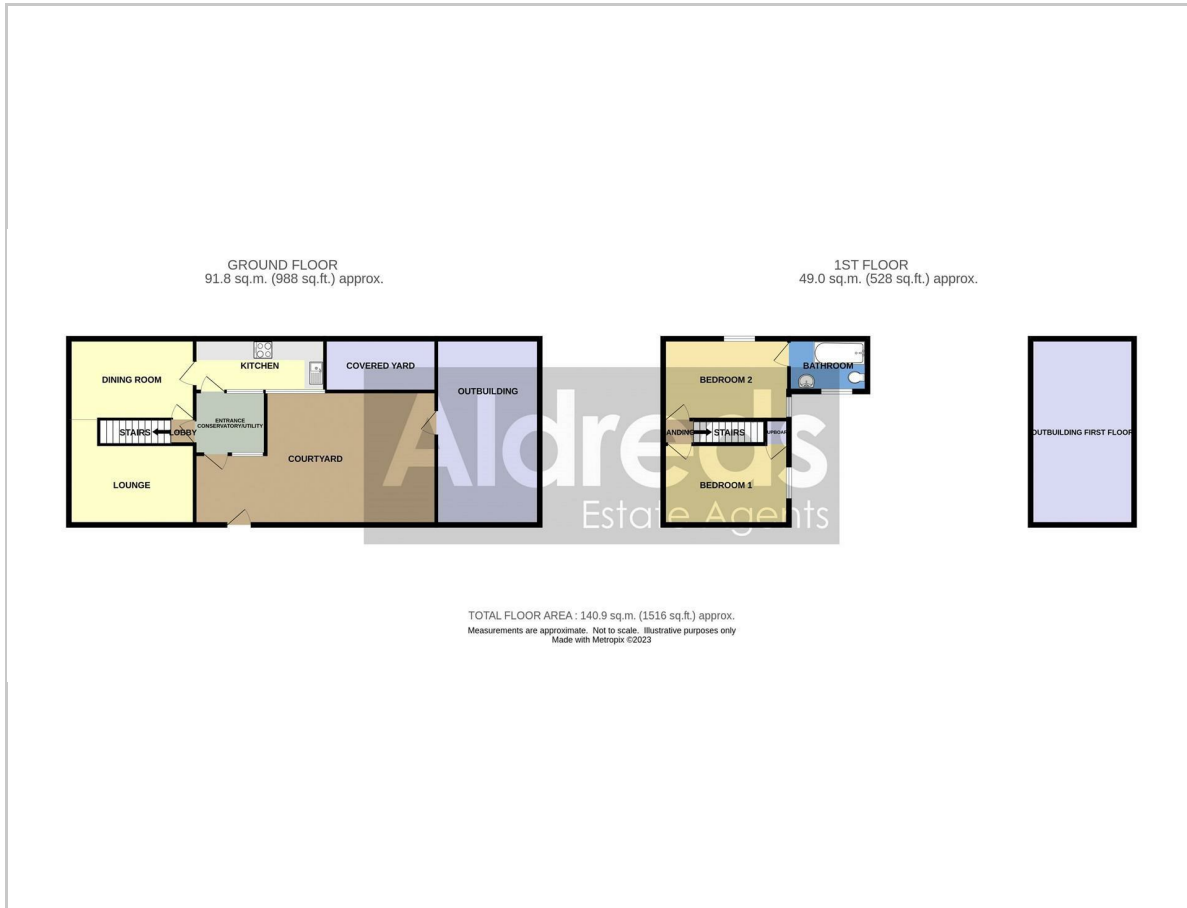 GROUND FLOOR
91.8 sq.m. (988 sq.ft.) approx.
1ST FLOOR
49.0 sq.m. (528 sq.ft.) approx.
DINING ROOM
KITCHEN
COVERED YARD
OUTBUILDING
ENTRANCE
CONSERVATORY/UTILITY
STAIRS
LOBBY
COURTYARD
LOUNGE
BEDROOM 2
BATHROOM
ANDING
STAIRS
UPBOAR
BEDROOM 1
OUTBUILDING FIRST FLOOR
Aldreds
Estate Agents
TOTAL FLOOR AREA : 140.9 sq.m. (1516 sq.ft.) approx.
Measurements are approximate. Not to scale. Illustrative purposes only
Made with Metropix ©2023